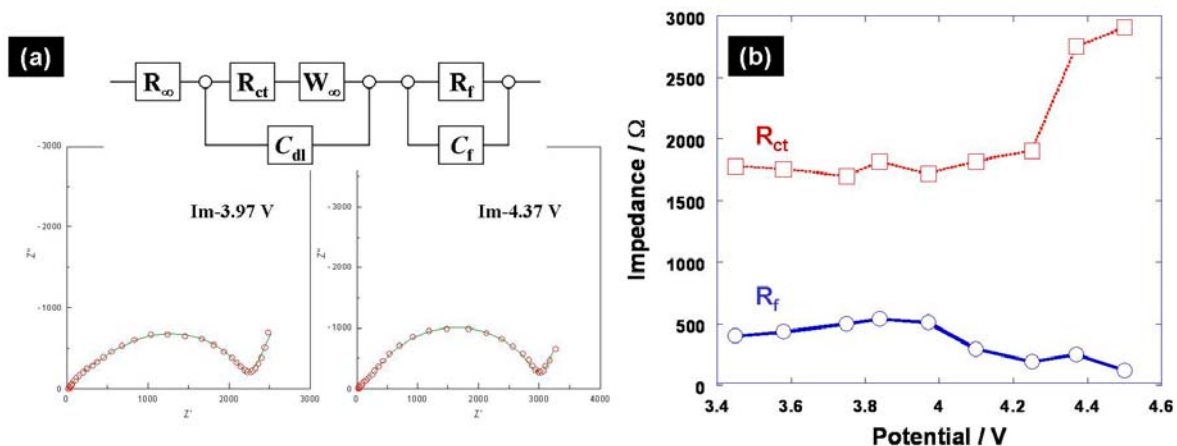 (a)
R∞
Rct
W∞
Rf
Cdl
Cf
Im-3.97 V
- 3000
- 2000
- 1000
0
Z''
0
1000
2000
3000
Z'
Im-4.37 V
- 4000
- 3000
- 2000
- 1000
0
Z''
0
1000
2000
3000
4000
Z'
(b)
3000
2500
2000
1500
1000
500
0
Impedance / Ω
Rct
Rf
3.4
3.6
3.8
4
4.2
4.4
4.6
Potential / V